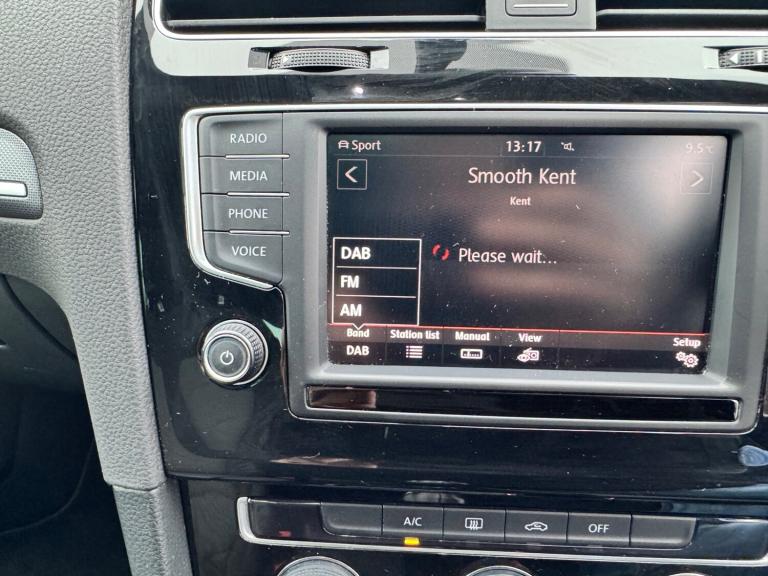 Sport 13:17 9.5°C
RADIO
MEDIA
PHONE
VOICE
Smooth Kent
Kent
DAB
FM
AM
Please wait...
Band Station list Manual View Setup
DAB
A/C OFF